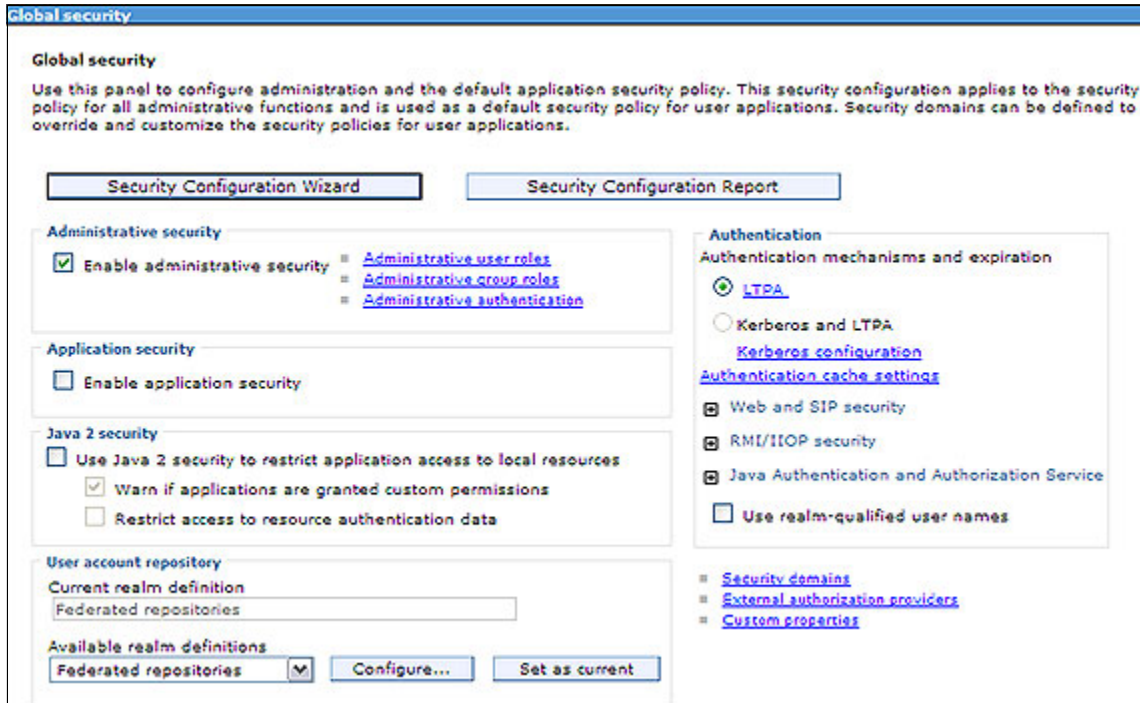 Global security
Global security
Use this panel to configure administration and the default application security policy. This security configuration applies to the security
policy for all administrative functions and is used as a default security policy for user applications. Security domains can be defined to
override and customize the security policies for user applications.
Security Configuration Wizard
Security Configuration Report
Administrative security
Enable administrative security
Administrative user roles
Administrative group roles
Administrative authentication
Application security
Enable application security
Java 2 security
Use Java 2 security to restrict application access to local resources
Warn if applications are granted custom permissions
Restrict access to resource authentication data
User account repository
Current realm definition
Federated repositories
Available realm definitions
Federated repositories
Configure...
Set as current
Authentication
Authentication mechanisms and expiration
LTPA
Kerberos and LTPA
Kerberos configuration
Authentication cache settings
Web and SIP security
RMI/IIOP security
Java Authentication and Authorization Service
Use realm-qualified user names
Security domains
External authorization providers
Custom properties